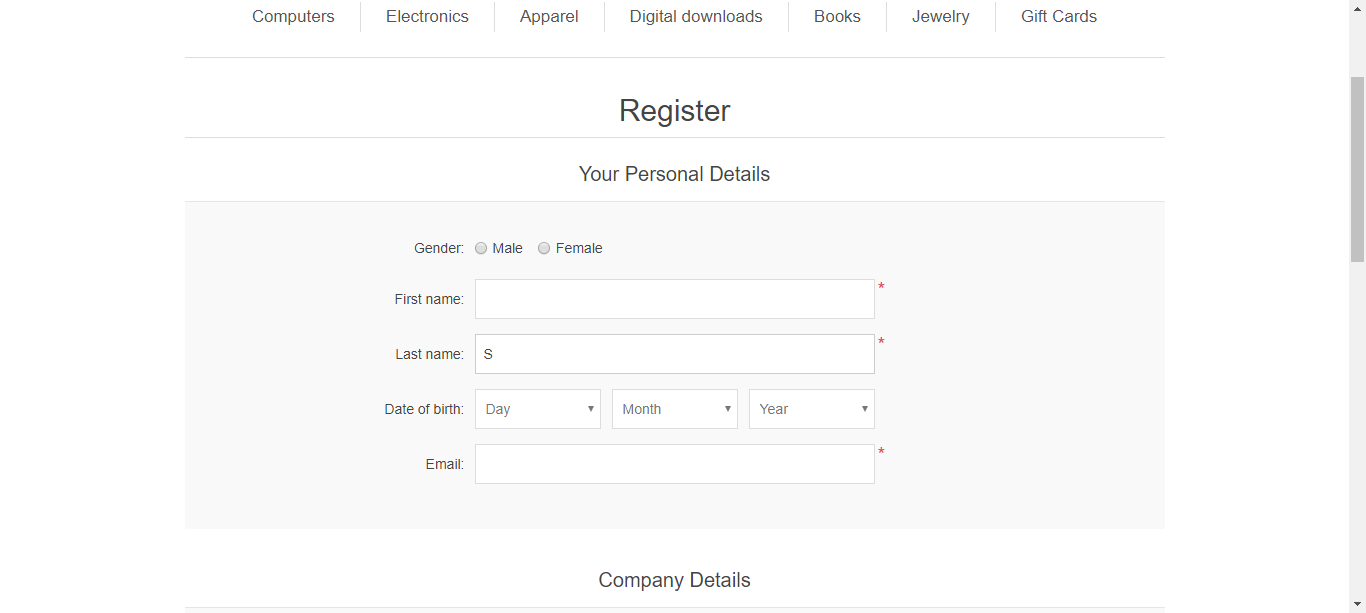 Computers Electronics Apparel Digital downloads Books Jewelry Gift Cards
Register
Your Personal Details
Gender: Male Female
First name: *
Last name: S *
Date of birth: Day Month Year
Email: *
Company Details